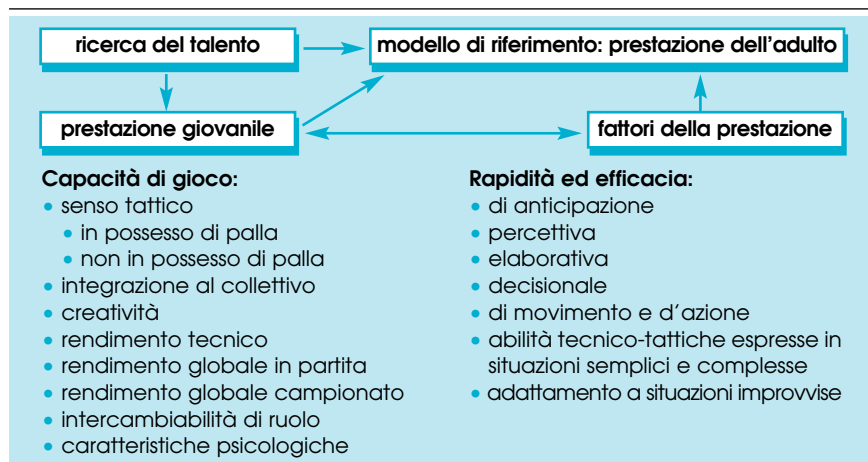 ricerca del talento
modello di riferimento: prestazione dell'adulto
prestazione giovanile
fattori della prestazione
Capacità di gioco:
• senso tattico
• in possesso di palla
• non in possesso di palla
• integrazione al collettivo
• creatività
• rendimento tecnico
• rendimento globale in partita
• rendimento globale campionato
• intercambiabilità di ruolo
• caratteristiche psicologiche
Rapidità ed efficacia:
• di anticipazione
• percettiva
• elaborativa
• decisionale
• di movimento e d'azione
• abilità tecnico-tattiche espresse in
situazioni semplici e complesse
• adattamento a situazioni improvvise